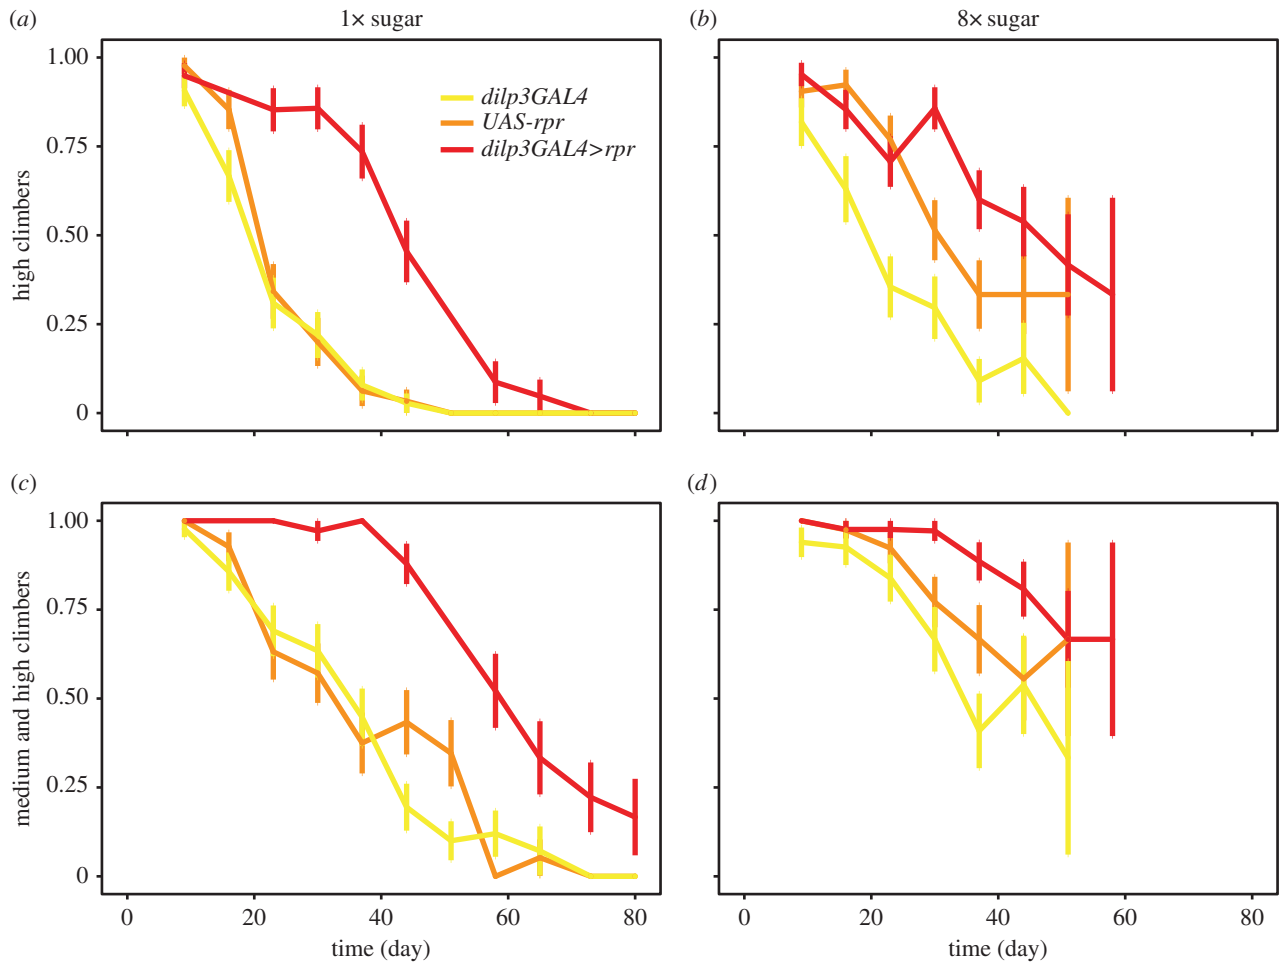 (a)
1× sugar
(b)
8× sugar
high climbers
1.00
0.75
0.50
0.25
0
dilp3GAL4
UAS-rpr
dilp3GAL4>rpr
(c)
(d)
medium and high climbers
1.00
0.75
0.50
0.25
0
0 20 40 60 80
0 20 40 60 80
time (day)
time (day)